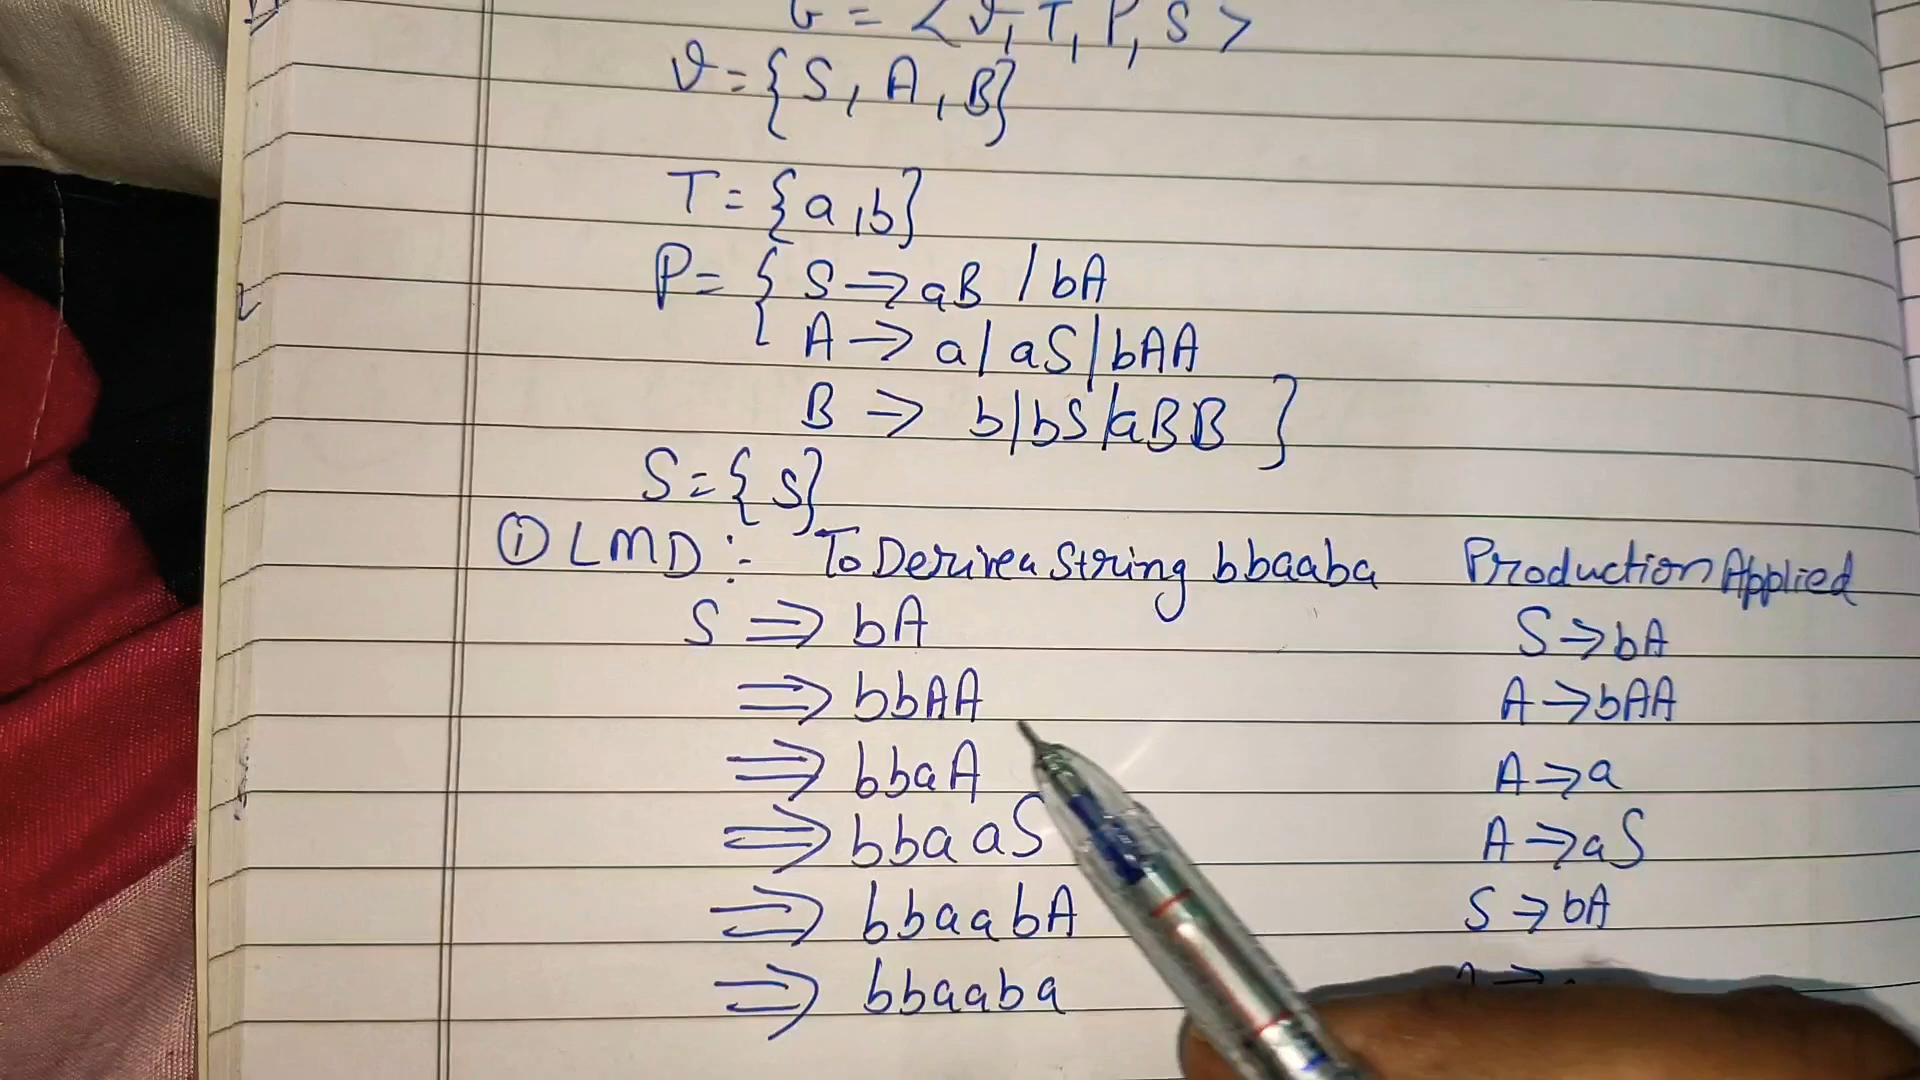 G = < V, T, P, S >
V = {S, A, B}
T = {a, b}
P = { S → aB / bA
A → a | aS | bAA
B → b | bS | aBB }
S = {S}
① LMD :- To Derive a String bbaaba Production Applied
S ⇒ bA S → bA
⇒ bbAA A → bAA
⇒ bbaA A → a
⇒ bbaaS A → aS
⇒ bbaabA S → bA
⇒ bbaaba